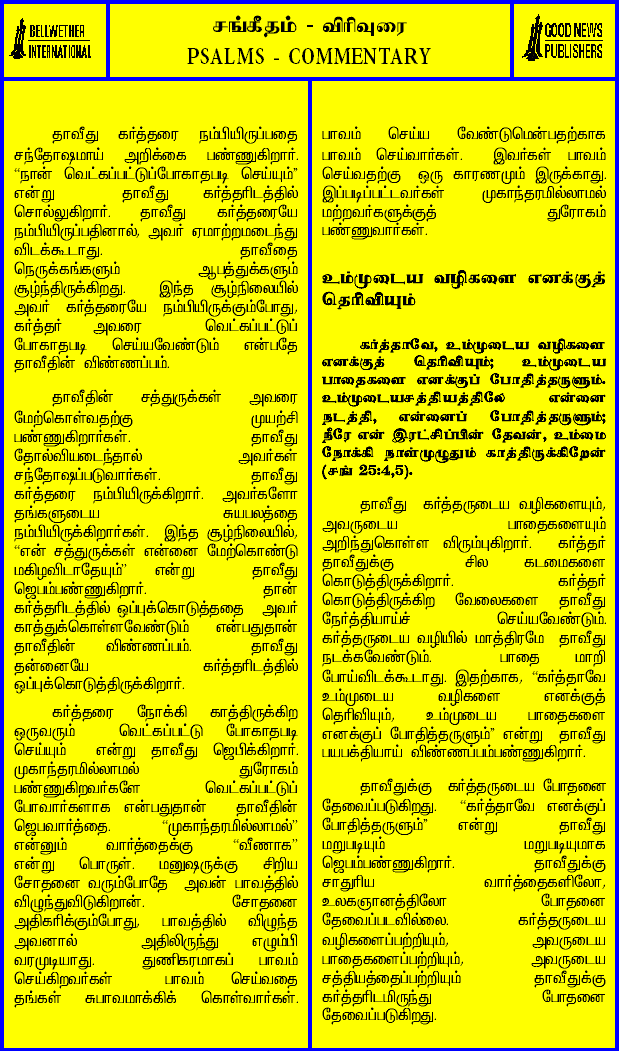 BELLWETHER
INTERNATIONAL
சங்கீதம் - விரிவுரை
PSALMS - COMMENTARY
GOOD NEWS
PUBLISHERS
தாவீது கர்த்தரை நம்பியிருப்பதை
சந்தோஷமாய் அறிக்கை பண்ணுகிறார்.
“நான் வெட்கப்பட்டுப்போகாதபடி செய்யும்”
என்று தாவீது கர்த்தரிடத்தில்
சொல்லுகிறார். தாவீது கர்த்தரையே
நம்பியிருப்பதினால், அவர் ஏமாற்றமடைந்து
விடக்கூடாது. தாவீதை
நெருக்கங்களும் ஆபத்துக்களும்
சூழ்ந்திருக்கிறது. இந்த சூழ்நிலையில்
அவர் கர்த்தரையே நம்பியிருக்கும்போது,
கர்த்தர் அவரை வெட்கப்பட்டுப்
போகாதபடி செய்யவேண்டும் என்பதே
தாவீதின் விண்ணப்பம்.
தாவீதின் சத்துருக்கள் அவரை
மேற்கொள்வதற்கு முயற்சி
பண்ணுகிறார்கள். தாவீது
தோல்வியடைந்தால் அவர்கள்
சந்தோஷப்படுவார்கள். தாவீது
கர்த்தரை நம்பியிருக்கிறார். அவர்களோ
தங்களுடைய சுயபலத்தை
நம்பியிருக்கிறார்கள். இந்த சூழ்நிலையில்,
“என் சத்துருக்கள் என்னை மேற்கொண்டு
மகிழவிடாதேயும்” என்று தாவீது
ஜெபம்பண்ணுகிறார். தான்
கர்த்தரிடத்தில் ஒப்புக்கொடுத்ததை அவர்
காத்துக்கொள்ளவேண்டும் என்பதுதான்
தாவீதின் விண்ணப்பம். தாவீது
தன்னையே கர்த்தரிடத்தில்
ஒப்புக்கொடுத்திருக்கிறார்.
கர்த்தரை நோக்கி காத்திருக்கிற
ஒருவரும் வெட்கப்பட்டு போகாதபடி
செய்யும் என்று தாவீது ஜெபிக்கிறார்.
முகாந்தரமில்லாமல் துரோகம்
பண்ணுகிறவர்களே வெட்கப்பட்டுப்
போவார்களாக என்பதுதான் தாவீதின்
ஜெபவார்த்தை. “முகாந்தரமில்லாமல்”
என்னும் வார்த்தைக்கு “வீணாக”
என்று பொருள். மனுஷருக்கு சிறிய
சோதனை வரும்போதே அவன் பாவத்தில்
விழுந்துவிடுகிறான். சோதனை
அதிகரிக்கும்போது, பாவத்தில் விழுந்த
அவனால் அதிலிருந்து எழும்பி
வரமுடியாது. துணிகரமாகப் பாவம்
செய்கிறவர்கள் பாவம் செய்வதை
தங்கள் சுபாவமாக்கிக் கொள்வார்கள்.
பாவம் செய்ய வேண்டுமென்பதற்காக
பாவம் செய்வார்கள். இவர்கள் பாவம்
செய்வதற்கு ஒரு காரணமும் இருக்காது.
இப்படிப்பட்டவர்கள் முகாந்தரமில்லாமல்
மற்றவர்களுக்குத் துரோகம்
பண்ணுவார்கள்.
உம்முடைய வழிகளை எனக்குத்
தெரிவியும்
கர்த்தாவே, உம்முடைய வழிகளை
எனக்குத் தெரிவியும்; உம்முடைய
பாதைகளை எனக்குப் போதித்தருளும்.
உம்முடையசத்தியத்திலே என்னை
நடத்தி, என்னைப் போதித்தருளும்;
நீரே என் இரட்சிப்பின் தேவன், உம்மை
நோக்கி நான்முழுதும் காத்திருக்கிறேன்
(சங் 25:4,5).
தாவீது கர்த்தருடைய வழிகளையும்,
அவருடைய பாதைகளையும்
அறிந்துகொள்ள விரும்புகிறார். கர்த்தர்
தாவீதுக்கு சில கடமைகளை
கொடுத்திருக்கிறார். கர்த்தர்
கொடுத்திருக்கிற வேலைகளை தாவீது
நேர்த்தியாய்ச் செய்யவேண்டும்.
கர்த்தருடைய வழியில் மாத்திரமே தாவீது
நடக்கவேண்டும். பாதை மாறி
போய்விடக்கூடாது. இதற்காக, “கர்த்தாவே
உம்முடைய வழிகளை எனக்குத்
தெரிவியும், உம்முடைய பாதைகளை
எனக்குப் போதித்தருளும்” என்று தாவீது
பயபக்தியாய் விண்ணப்பம்பண்ணுகிறார்.
தாவீதுக்கு கர்த்தருடைய போதனை
தேவைப்படுகிறது. “கர்த்தாவே எனக்குப்
போதித்தருளும்” என்று தாவீது
மறுபடியும் மறுபடியுமாக
ஜெபம்பண்ணுகிறார். தாவீதுக்கு
சாதுரிய வார்த்தைகளிலோ,
உலகஞானத்திலோ போதனை
தேவைப்படவில்லை. கர்த்தருடைய
வழிகளைப்பற்றியும், அவருடைய
பாதைகளைப்பற்றியும், அவருடைய
சத்தியத்தைப்பற்றியும் தாவீதுக்கு
கர்த்தரிடமிருந்து போதனை
தேவைப்படுகிறது.